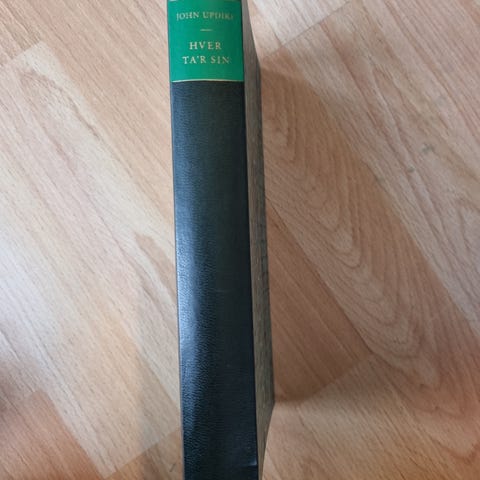 JOHN UPDIKE
HVER
TA'R SIN